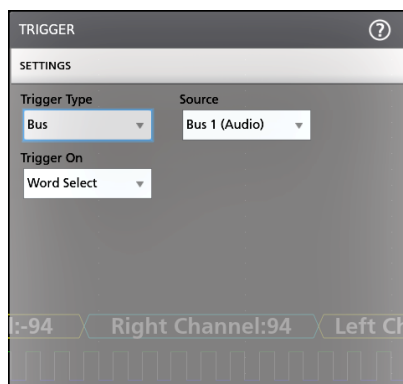 TRIGGER ?
SETTINGS
Trigger Type Source
Bus Bus 1 (Audio)
Trigger On
Word Select
l:-94 Right Channel:94 Left Ch